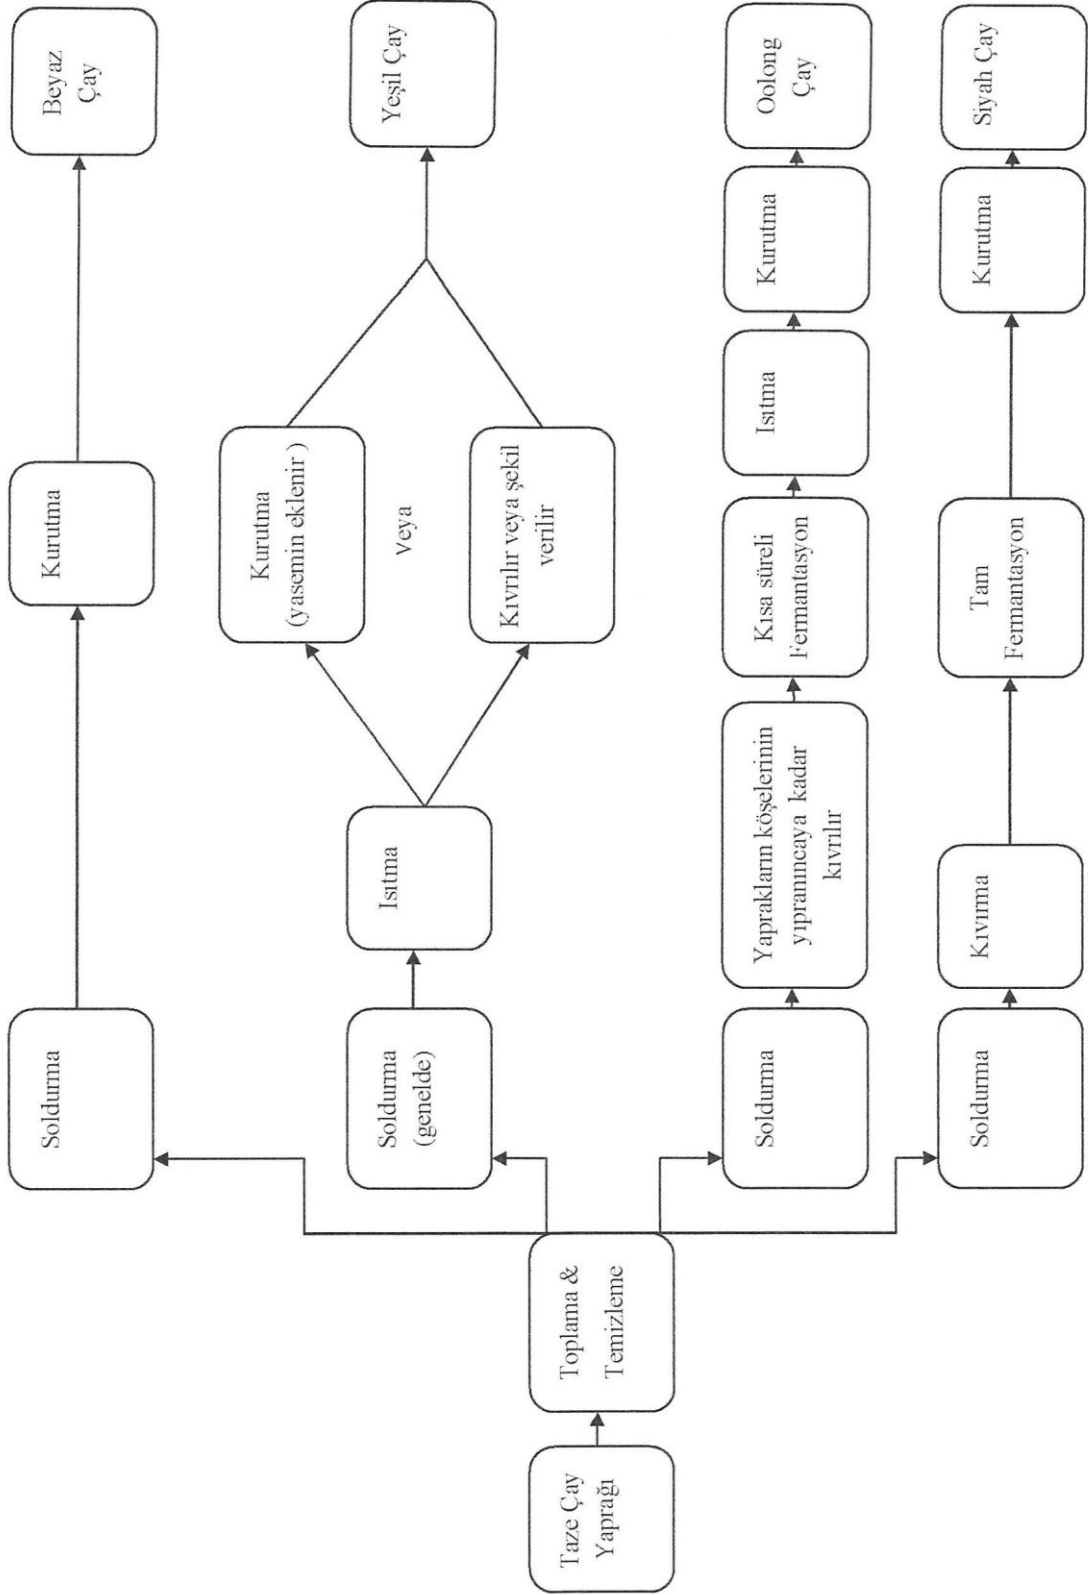 Taze Çay
Yaprağı
Toplama &
Temizleme
Soldurma
Kurutma
Beyaz
Çay
Soldurma
(genelde)
Isıtma
Kurutma
(yasemin eklenir )
veya
Kıvrılır veya şekil
verilir
Yeşil Çay
Soldurma
Yaprakların köşelerinin
yıpranıncaya kadar
kıvrılır
Kısa süreli
Fermantasyon
Isıtma
Kurutma
Oolong
Çay
Soldurma
Kıvırma
Tam
Fermantasyon
Kurutma
Siyah Çay